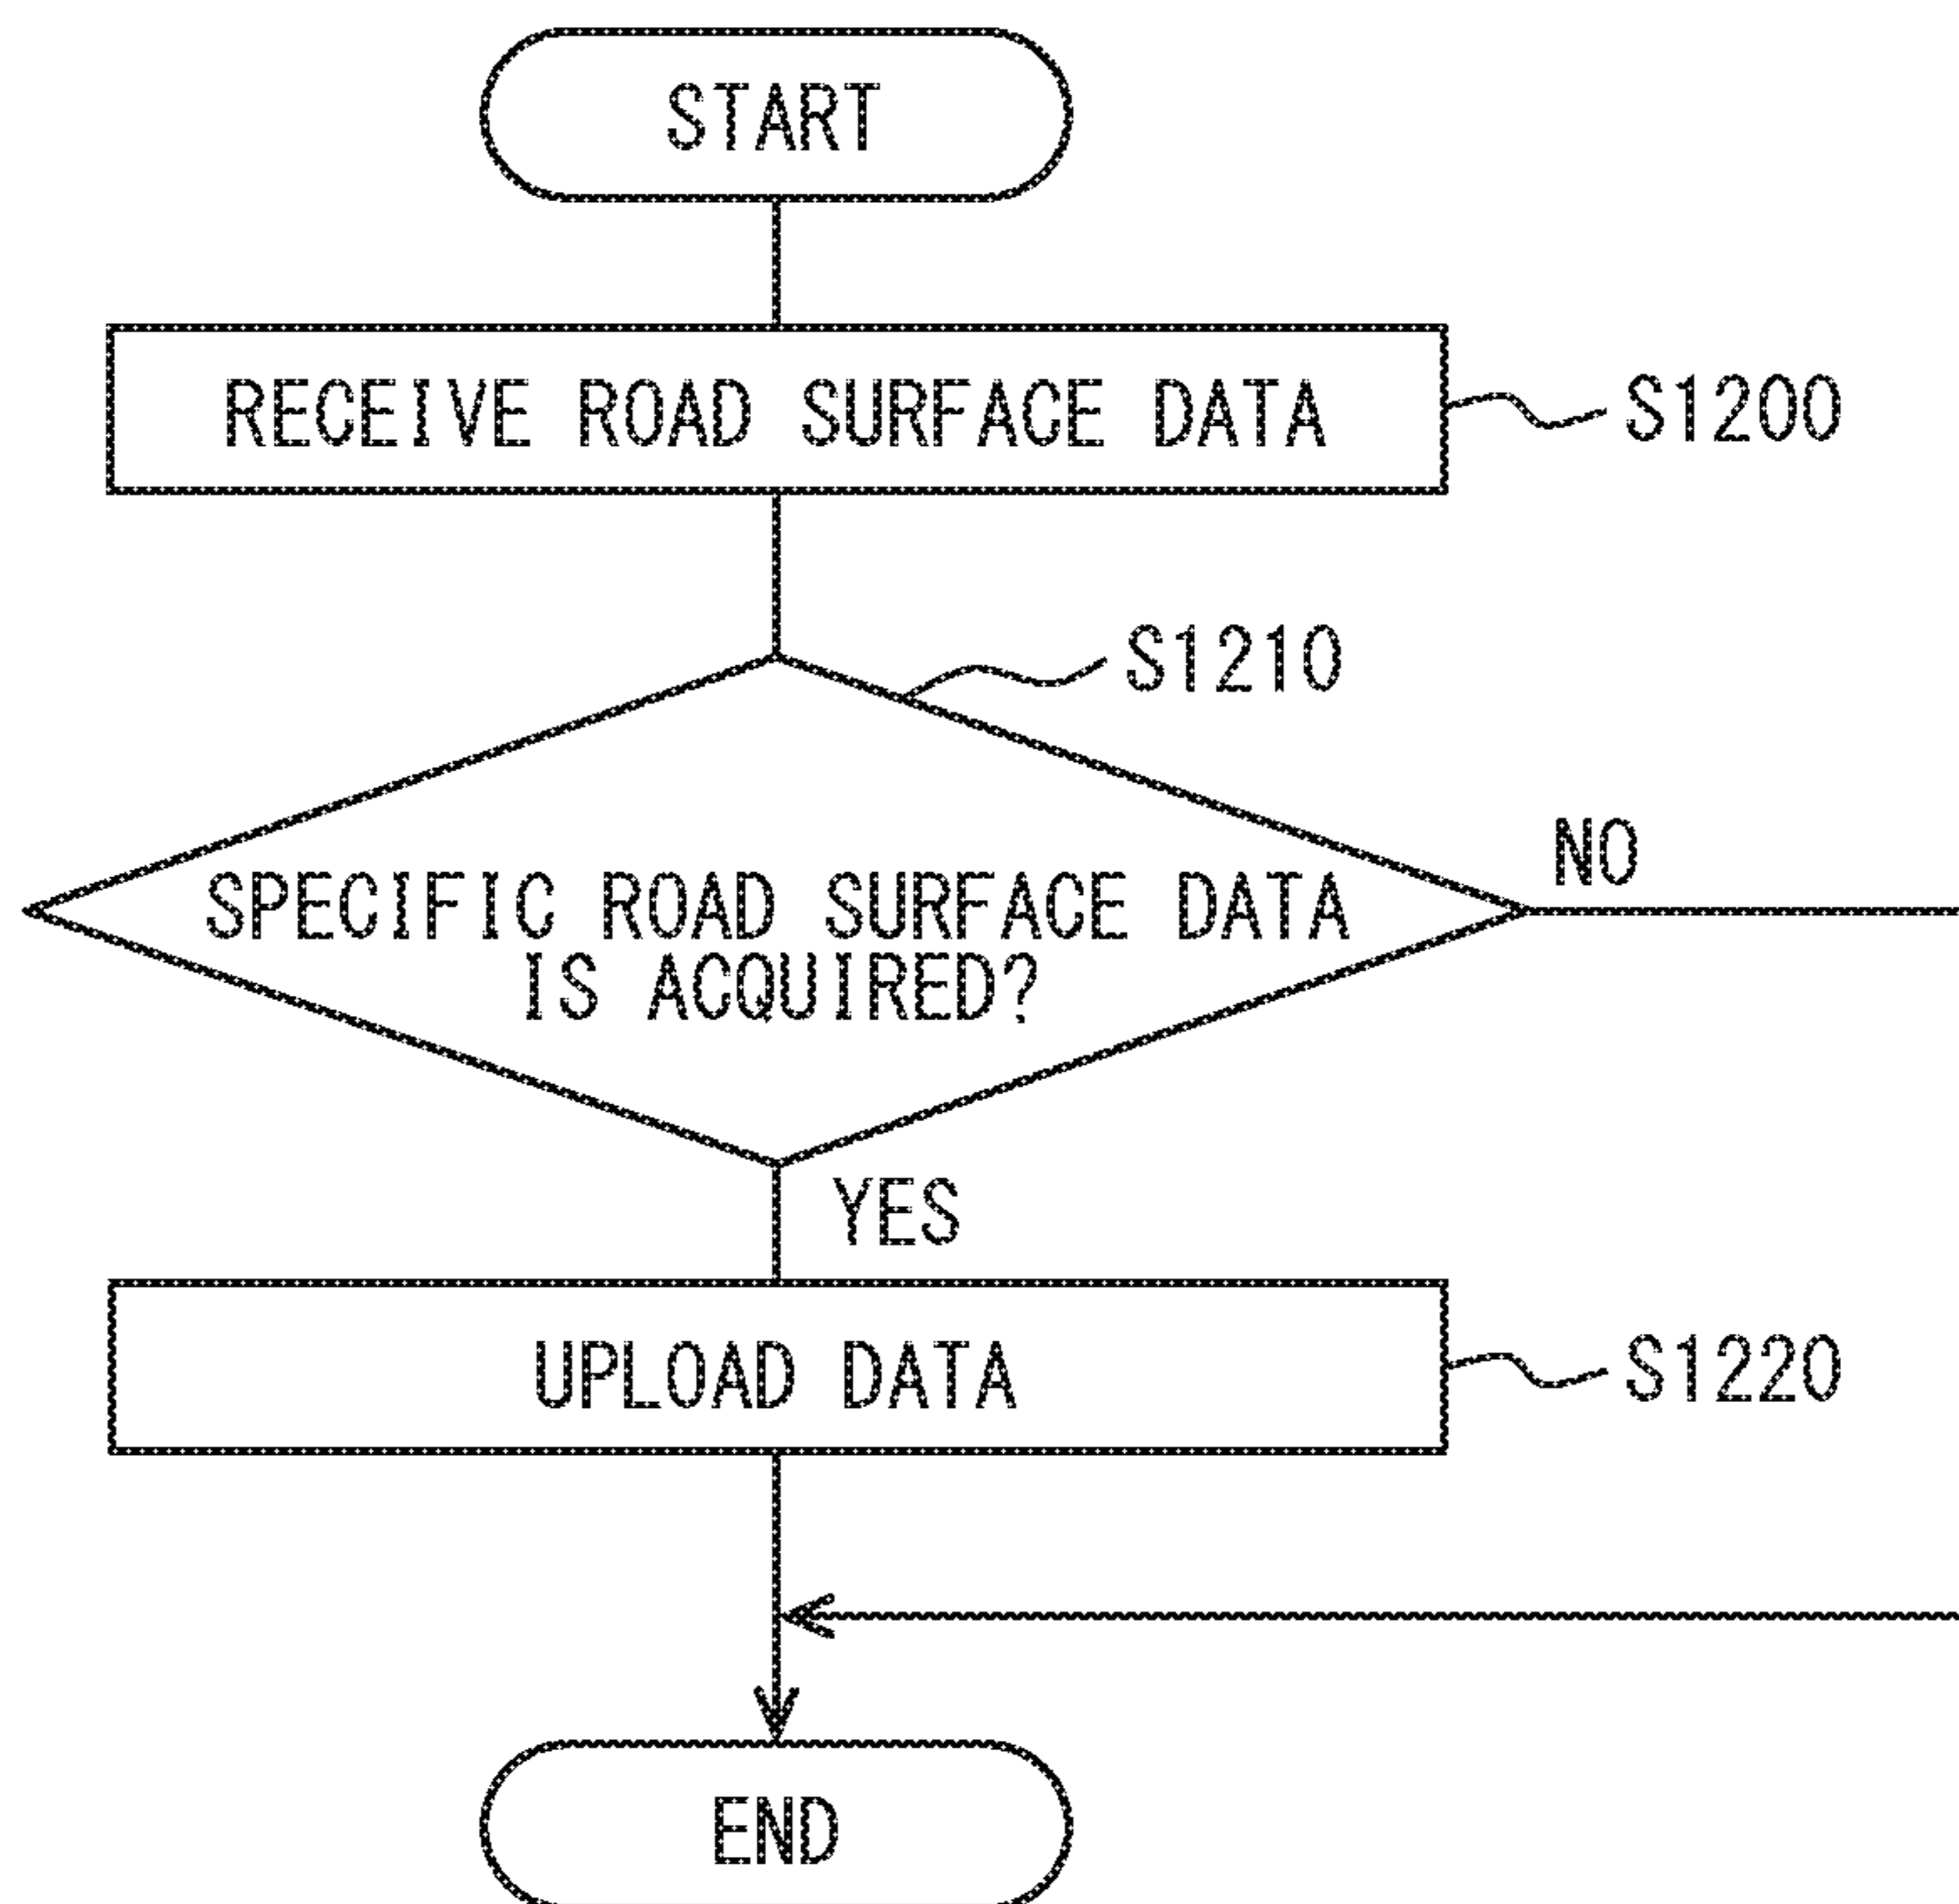 START
RECEIVE ROAD SURFACE DATA
S1200
S1210
NO
SPECIFIC ROAD SURFACE DATA
IS ACQUIRED?
YES
UPLOAD DATA
S1220
END